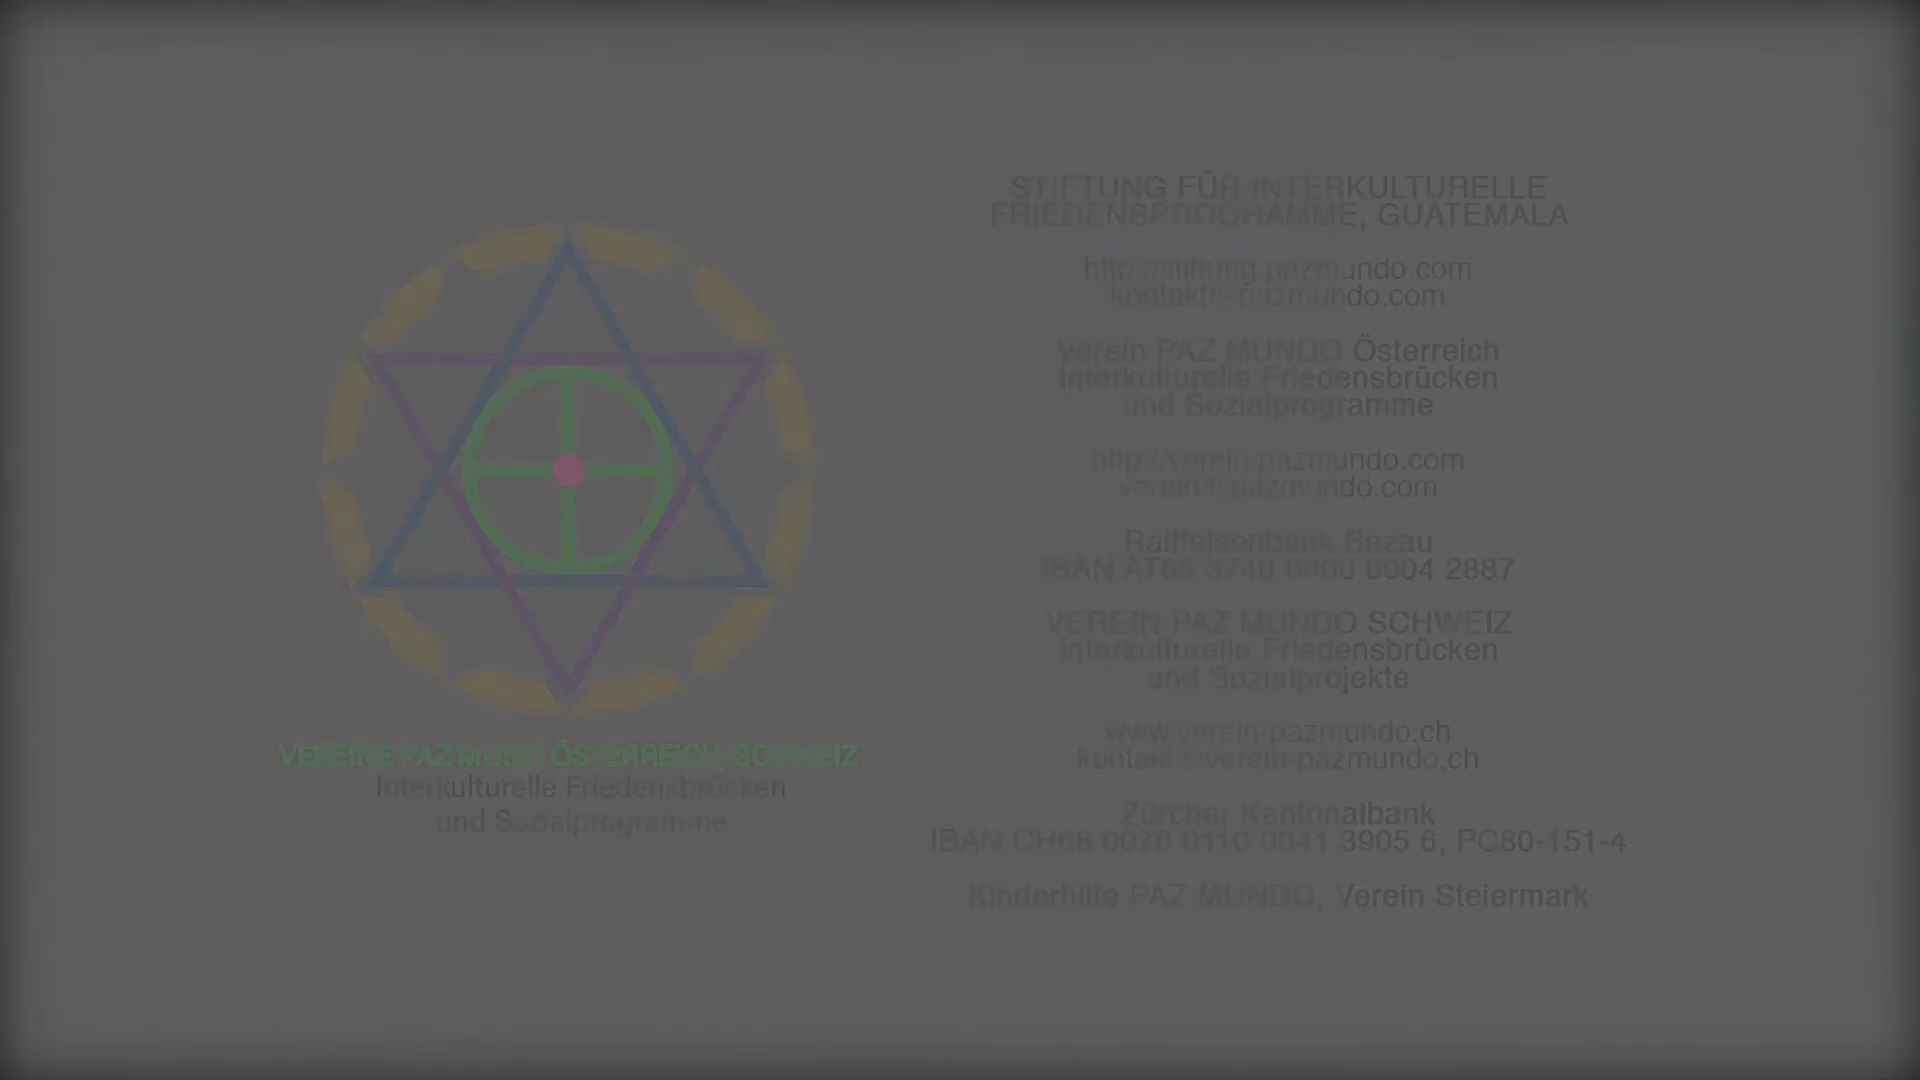 VEREINE PAZ MUNDO ÖSTERREICH, SCHWEIZ
Interkulturelle Friedensbrücken
und Sozialprogramme
STIFTUNG FÜR INTERKULTURELLE
FRIEDENSPROGRAMME, GUATEMALA
http://stiftung.pazmundo.com
kontakt@pazmundo.com
Verein PAZ MUNDO Österreich
Interkulturelle Friedensbrücken
und Sozialprogramme
http://verein.pazmundo.com
verein@pazmundo.com
Raiffeisenbank Bezau
IBAN AT65 3740 0000 0004 2887
VEREIN PAZ MUNDO SCHWEIZ
Interkulturelle Friedensbrücken
und Sozialprojekte
www.verein-pazmundo.ch
kontakt@verein-pazmundo.ch
Zürcher Kantonalbank
IBAN CH68 0070 0110 0041 3905 6, PC80-151-4
Kinderhilfe PAZ MUNDO, Verein Steiermark